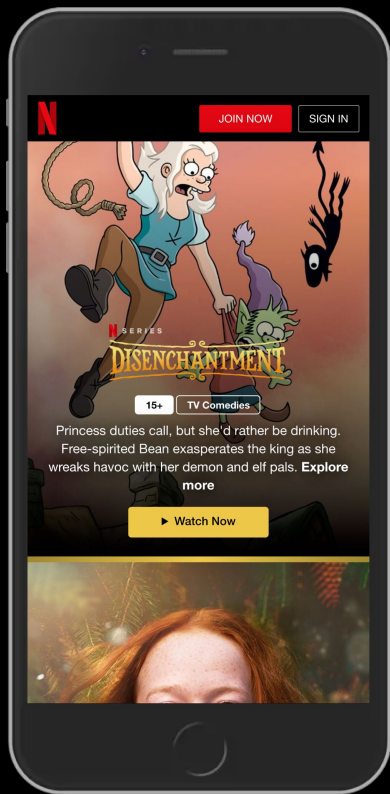 N
JOIN NOW
SIGN IN
N SERIES
DISENCHANTMENT
15+
TV Comedies
Princess duties call, but she'd rather be drinking.
Free-spirited Bean exasperates the king as she
wreaks havoc with her demon and elf pals. Explore
more
Watch Now